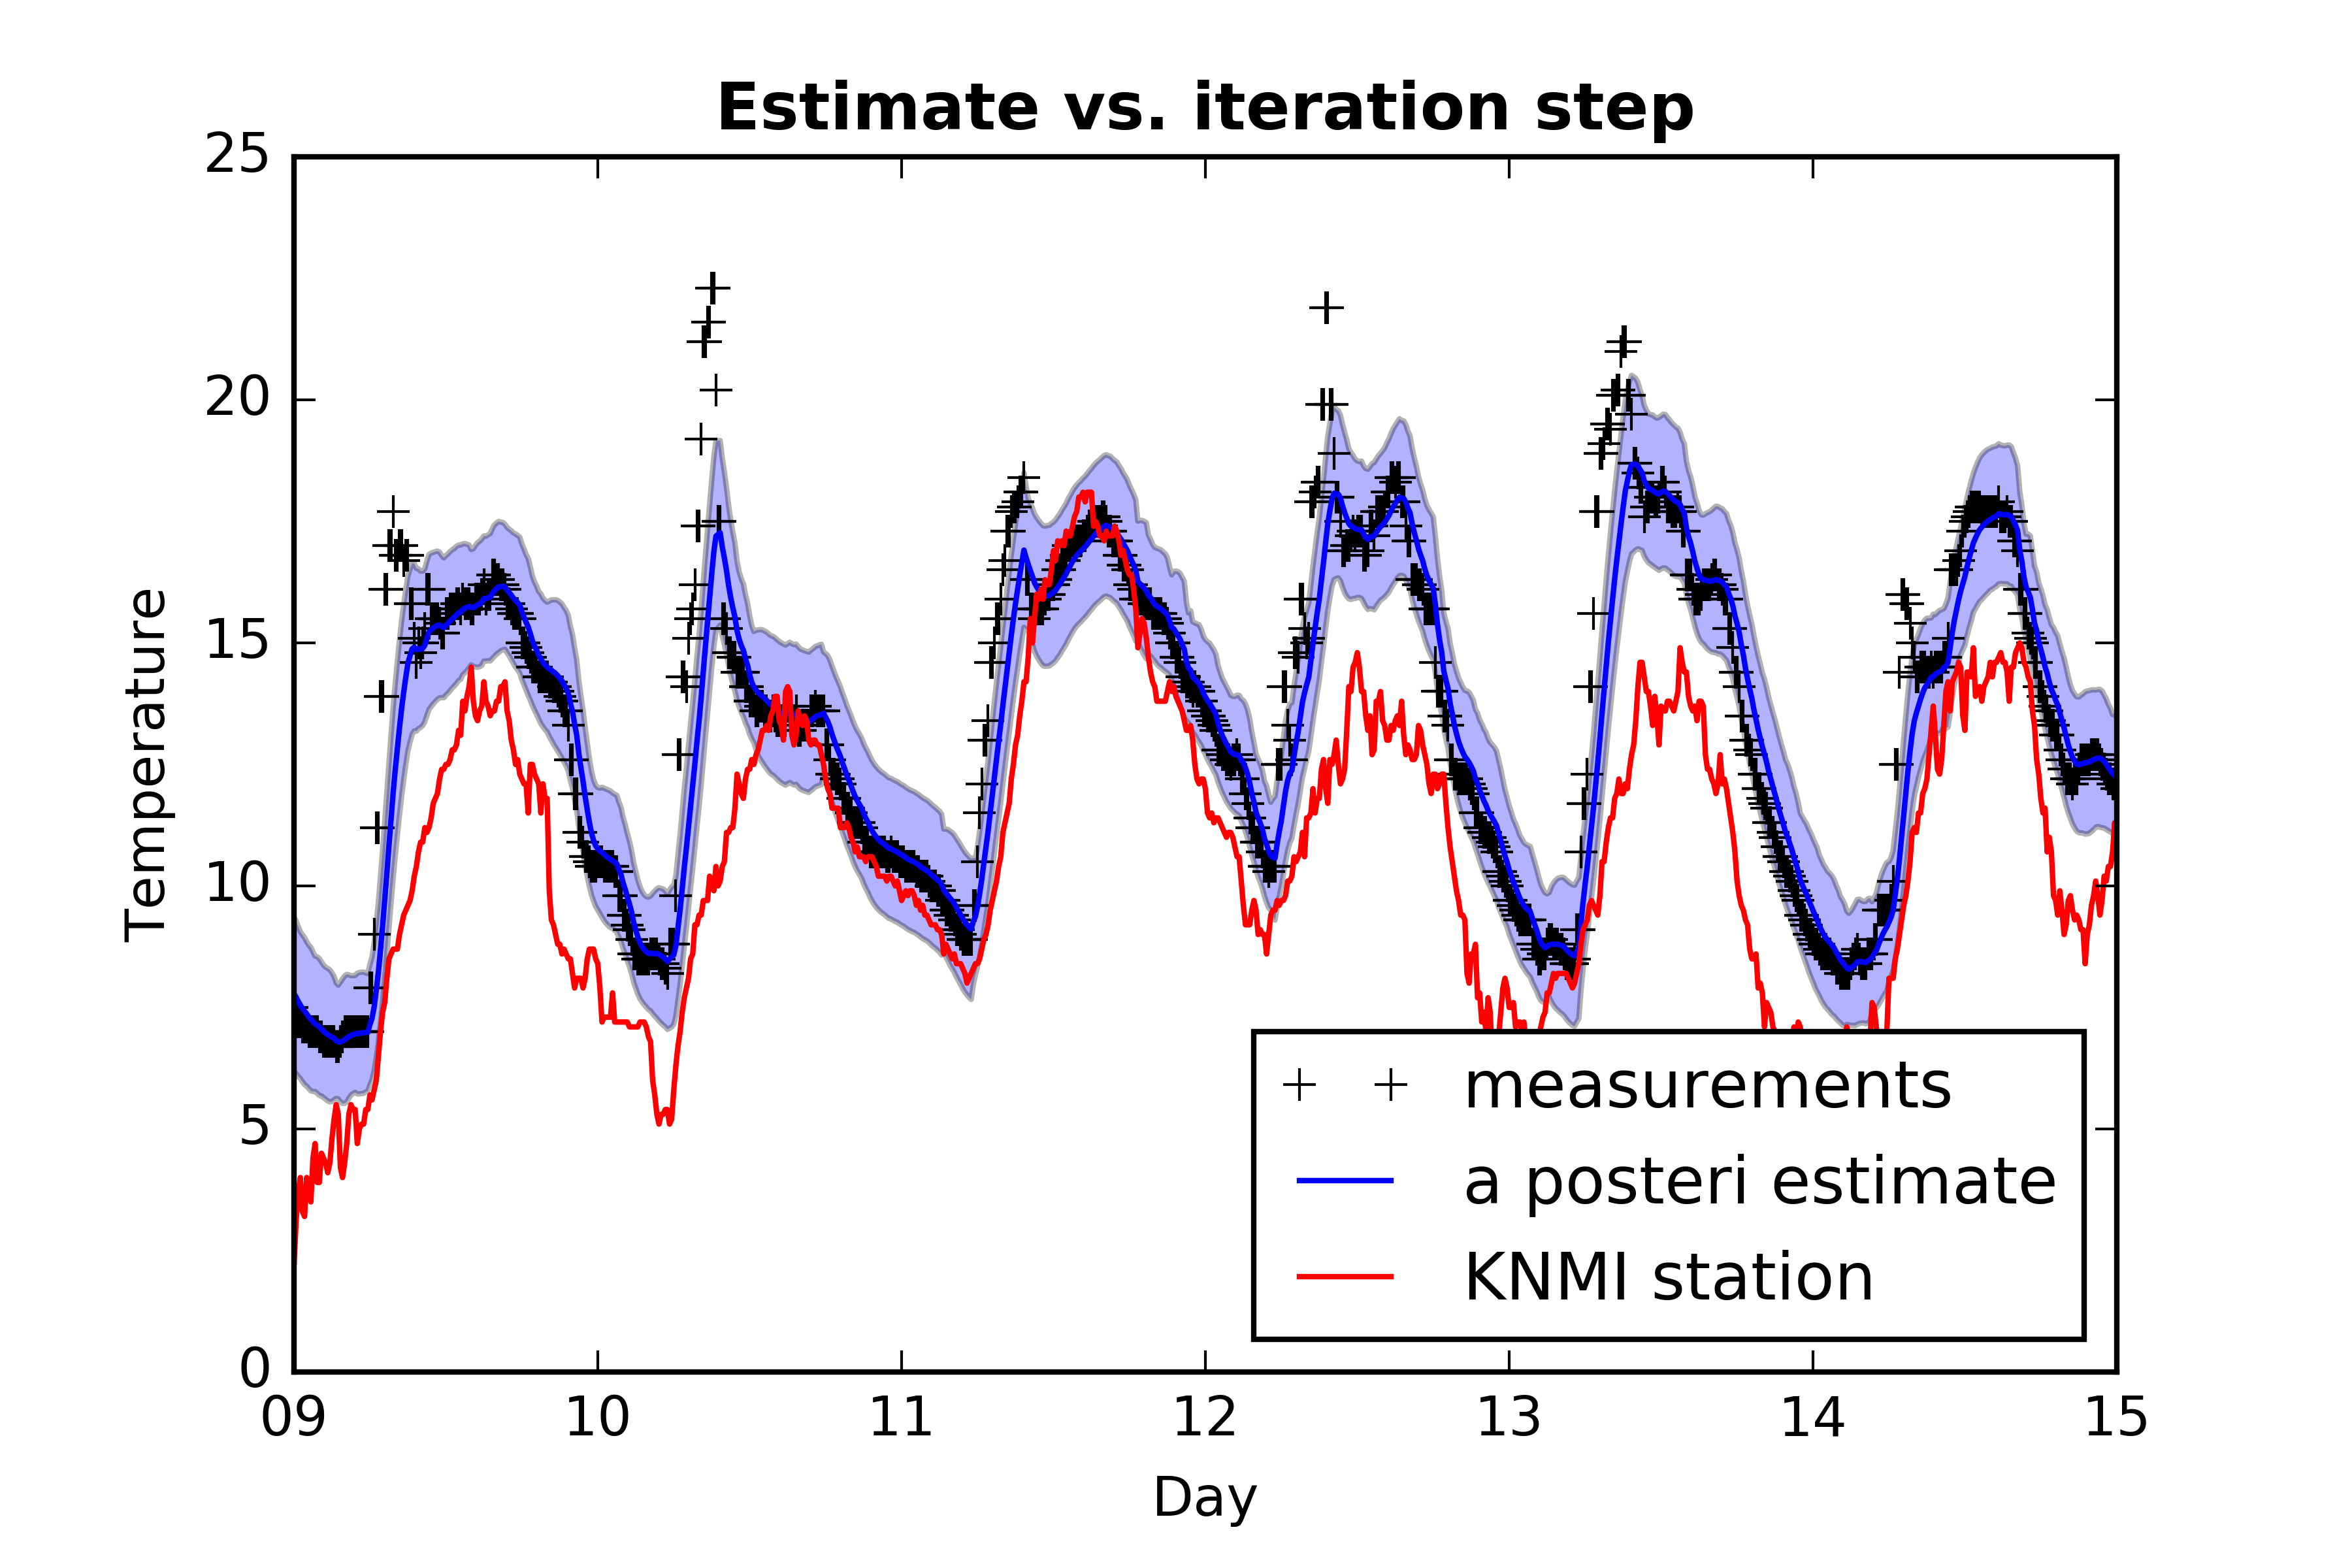 Estimate vs. iteration step
25
20
15
10
5
0
Temperature
09 10 11 12 13 14 15
Day
measurements
a posteri estimate
KNMI station